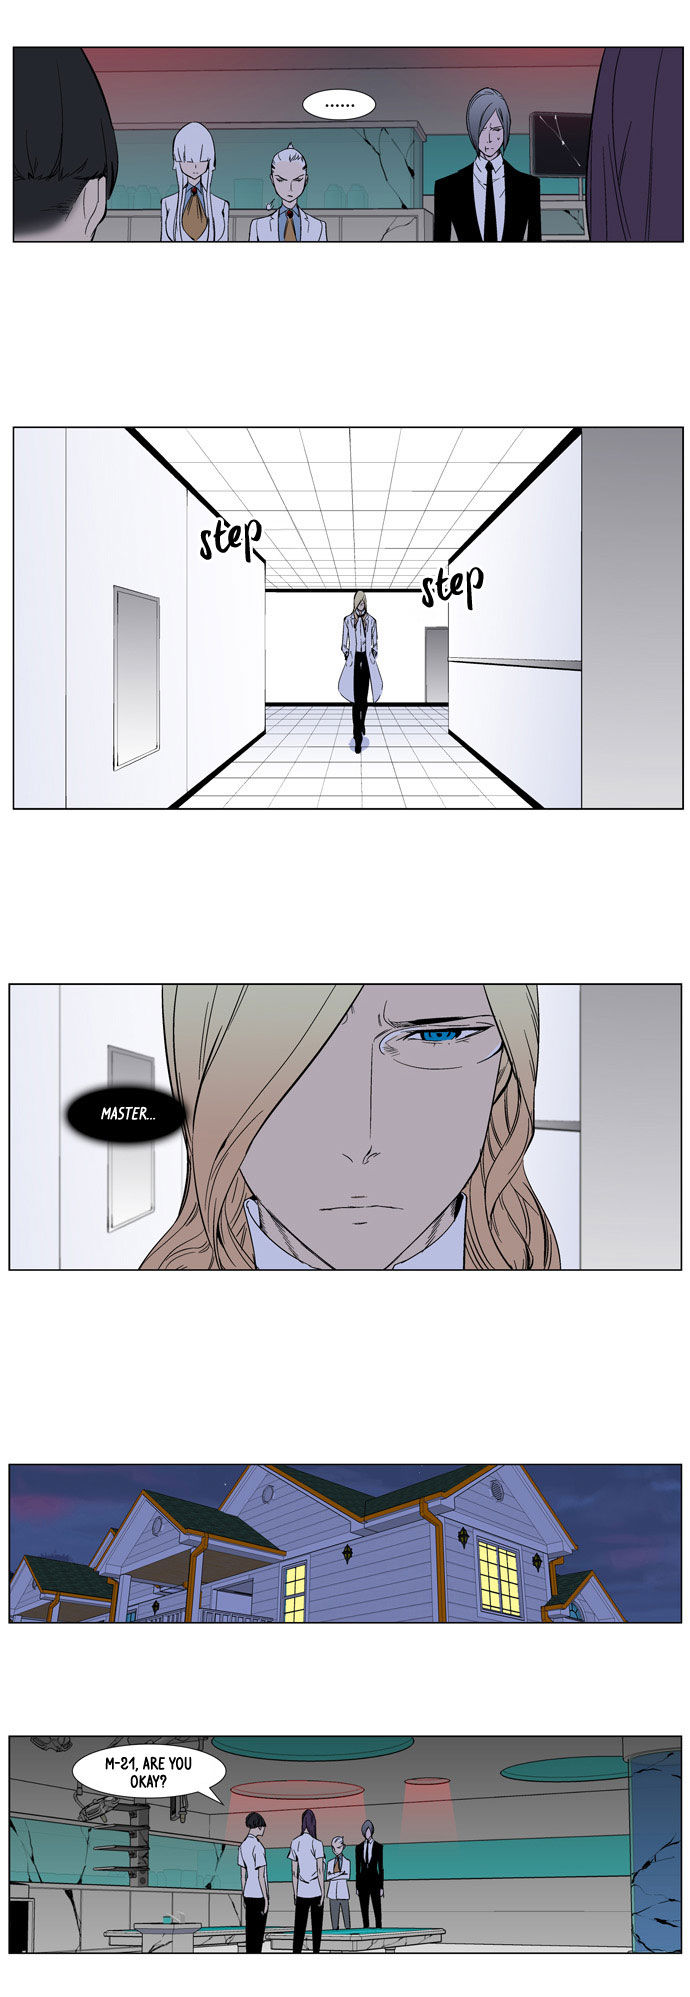 ......
step
step
MASTER...
M-21, ARE YOU
OKAY?